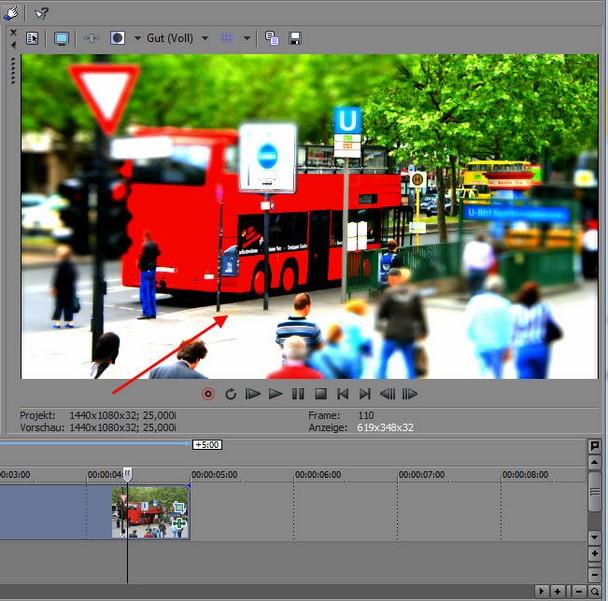 Gut (Voll)
U
H
U-Bhf Ku
Projekt: 1440x1080x32; 25,000i Frame: 110
Vorschau: 1440x1080x32; 25,000i Anzeige: 619x348x32
+5:00
00:03:00 00:00:04 00:00:05:00 00:00:06:00 00:00:07:00 00:00:08:00